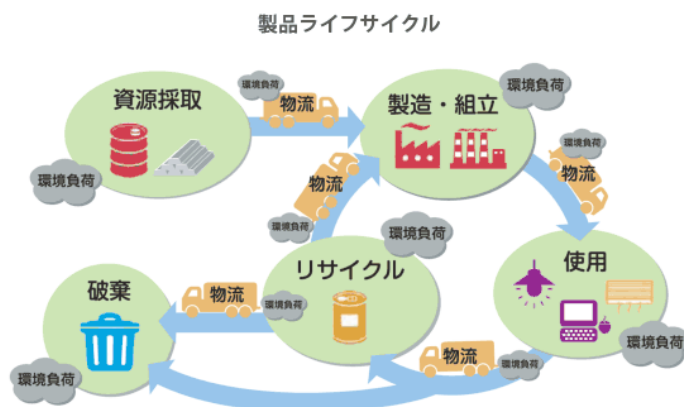 製品ライフサイクル
資源採取
環境負荷
環境負荷
物流
製造・組立
環境負荷
環境負荷
物流
物流
環境負荷
使用
環境負荷
リサイクル
環境負荷
物流
環境負荷
破棄
環境負荷
物流
環境負荷